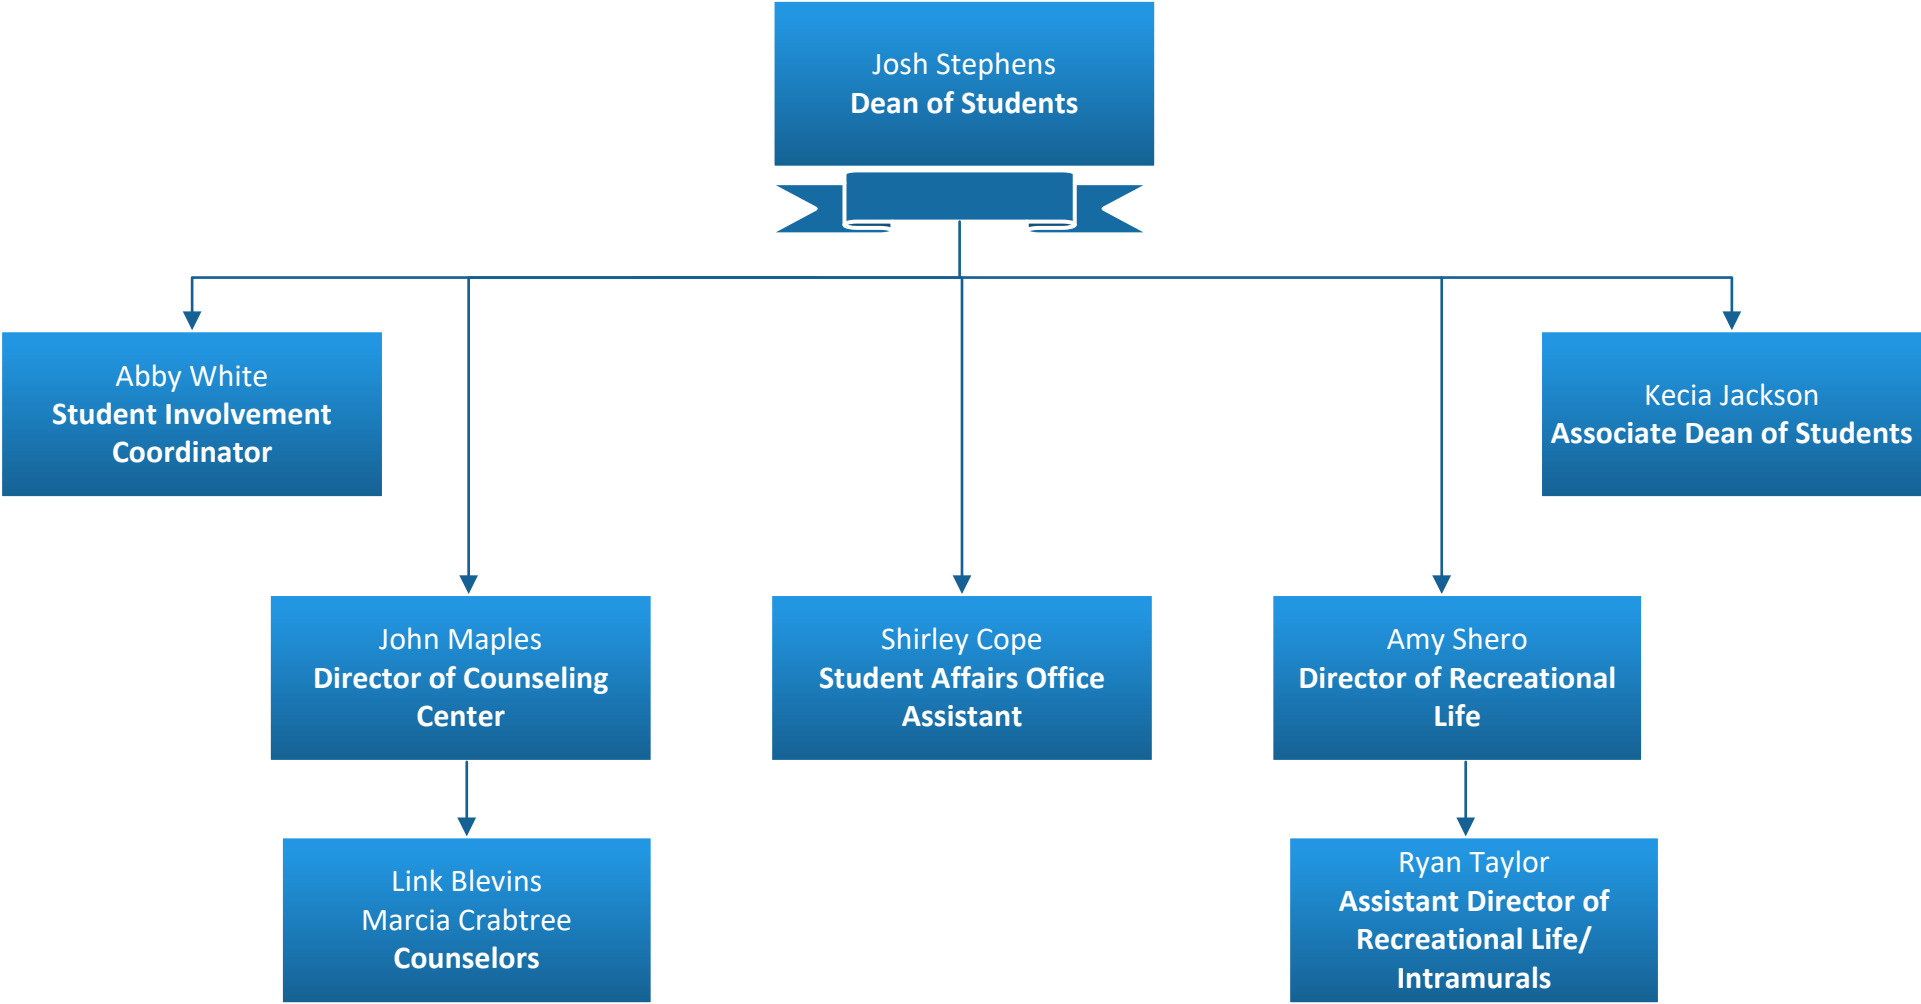 Josh Stephens
Dean of Students
Abby White
Student Involvement
Coordinator
Kecia Jackson
Associate Dean of Students
John Maples
Director of Counseling
Center
Shirley Cope
Student Affairs Office
Assistant
Amy Shero
Director of Recreational
Life
Link Blevins
Marcia Crabtree
Counselors
Ryan Taylor
Assistant Director of
Recreational Life/
Intramurals